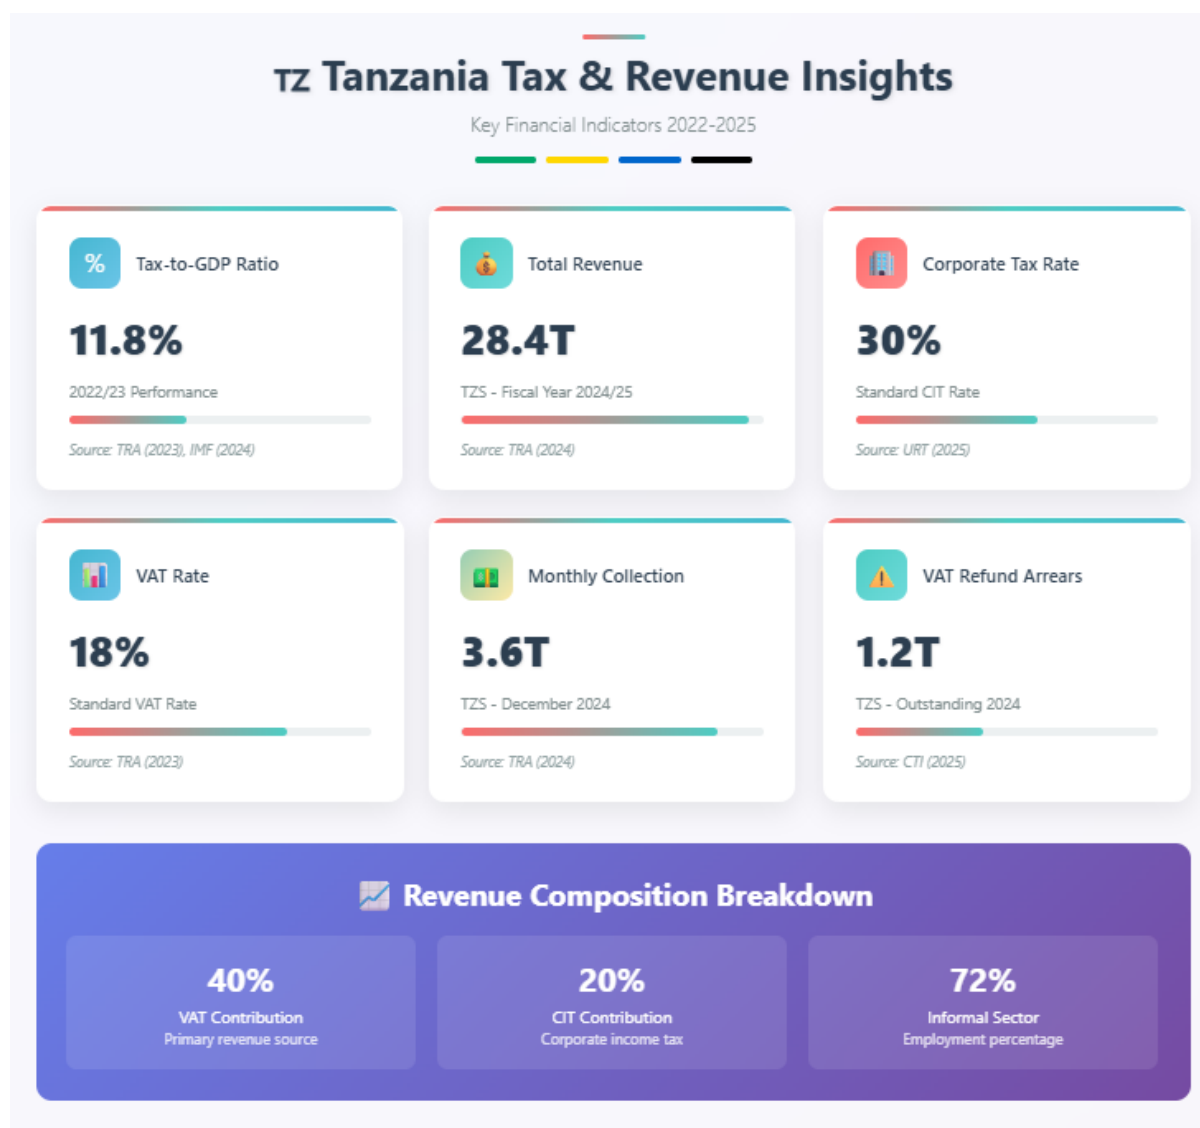 TZ Tanzania Tax & Revenue Insights
Key Financial Indicators 2022-2025
% Tax-to-GDP Ratio
11.8%
2022/23 Performance
Source: TRA (2023), IMF (2024)
Total Revenue
28.4T
TZS - Fiscal Year 2024/25
Source: TRA (2024)
Corporate Tax Rate
30%
Standard CIT Rate
Source: URT (2025)
VAT Rate
18%
Standard VAT Rate
Source: TRA (2023)
Monthly Collection
3.6T
TZS - December 2024
Source: TRA (2024)
VAT Refund Arrears
1.2T
TZS - Outstanding 2024
Source: CTI (2025)
Revenue Composition Breakdown
40%
VAT Contribution
Primary revenue source
20%
CIT Contribution
Corporate income tax
72%
Informal Sector
Employment percentage